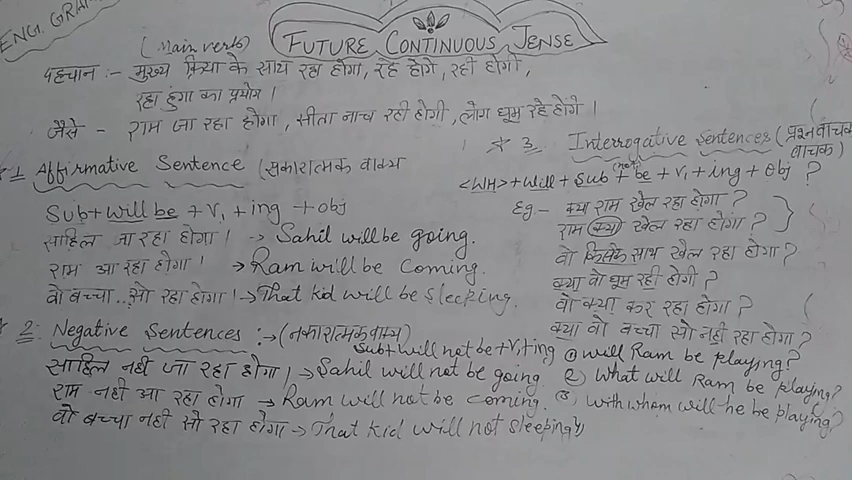 ENG. GRA
FUTURE CONTINUOUS TENSE
(Main verb)
पहचान :- मुख्य क्रिया के साथ रहा होगा, रहे होगे, रही होगी,
रहा हुंगा का प्रयोग।
जैसे - राम जा रहा होगा, सीता नाच रही होगी, लोग घूम रहे होगे।
1 Affirmative Sentence (सकारात्मक वाक्य
Sub + will be + V1 + ing + obj
साहिल जा रहा होगा। → Sahil will be going.
राम आ रहा होगा। → Ram will be coming.
वो बच्चा .. सो रहा होगा। → That kid will be sleeping.
2: Negative Sentences :→ (नकारात्मक वाक्य)
Sub + will not be + V1 + ing
साहिल नही जा रहा होगा। → Sahil will not be going.
राम नही आ रहा होगा → Ram will not be coming.
वो बच्चा नही सो रहा होगा → That kid will not sleeping
* 3. Interrogative Sentences (प्रश्नवाचक
वाचक)
<WH> + Will + Sub + (not) be + V1 + ing + Obj ?
Eg.- क्या राम खेल रहा होगा ?
राम क्या खेल रहा होगा ?
वो किसके साथ खेल रहा होगा ?
क्या वो घूम रही होगी ?
वो क्या कर रहा होगा ?
क्या वो बच्चा सो नही रहा होगा ?
① will Ram be playing?
② What will Ram be playing?
③ with whom will he be playing?